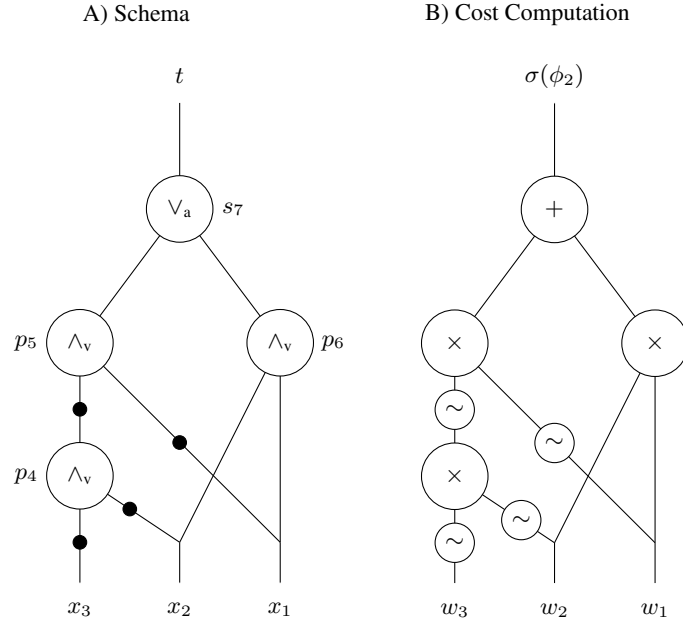 A) Schema B) Cost Computation
t σ(ϕ₂)
∨ₐ s₇ +
p₅ ∧ᵥ ∧ᵥ p₆ × ×
∼ ∼
p₄ ∧ᵥ ×
∼
∼
x₃ x₂ x₁ w₃ w₂ w₁